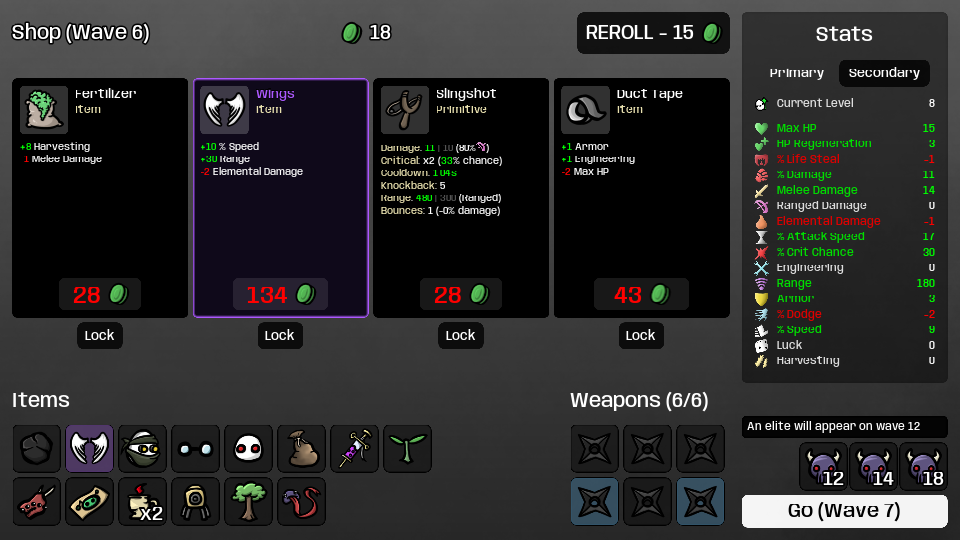 Shop (Wave 6)
18
REROLL - 15
Fertilizer
Item
+8 Harvesting
-1 Melee Damage
28
Lock
Wings
Item
+10 % Speed
+30 Range
-2 Elemental Damage
134
Lock
Slingshot
Primitive
Damage: 11 | 10 (80%)
Critical: x2 (33% chance)
Cooldown: 1.04s
Knockback: 5
Range: 480 | 300 (Ranged)
Bounces: 1 (-0% damage)
28
Lock
Duct Tape
Item
+1 Armor
+1 Engineering
-2 Max HP
43
Lock
Stats
Primary
Secondary
Current Level 8
Max HP 15
HP Regeneration 3
% Life Steal -1
% Damage 11
Melee Damage 14
Ranged Damage 0
Elemental Damage -1
% Attack Speed 17
% Crit Chance 30
Engineering 0
Range 180
Armor 3
% Dodge -2
% Speed 9
Luck 0
Harvesting 0
Items
x2
Weapons (6/6)
An elite will appear on wave 12
12
14
18
Go (Wave 7)